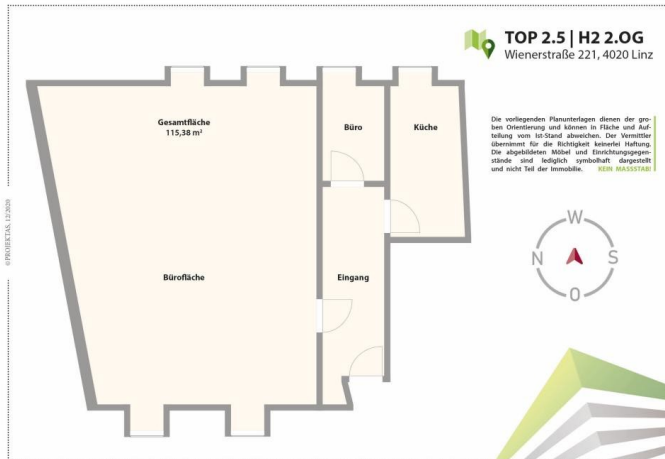 TOP 2.5 | H2 2.OG
Wienerstraße 221, 4020 Linz
Gesamtfläche
115,38 m²
Büro
Küche
Die vorliegenden Planunterlagen dienen der gro-
ben Orientierung und können in Fläche und Auf-
teilung vom Ist-Stand abweichen. Der Vermittler
übernimmt für die Richtigkeit keinerlei Haftung.
Die abgebildeten Möbel und Einrichtungsgegen-
stände sind lediglich symbolhaft dargestellt
und nicht Teil der Immobilie. KEIN MASSSTAB!
W
N
S
O
Bürofläche
Eingang
©PROJEKTAS, 12/2020